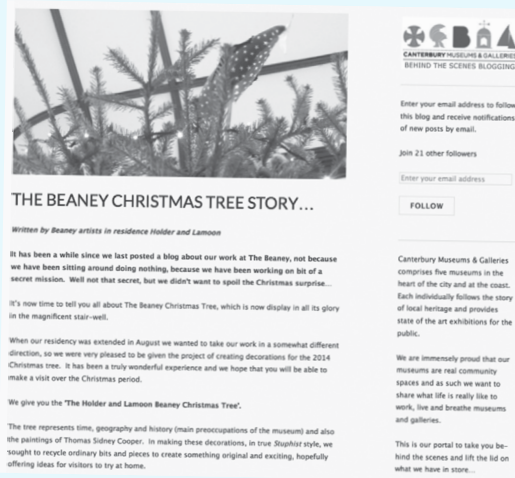 THE BEANEY CHRISTMAS TREE STORY...
Written by Beaney artists in residence Holder and Lamoon
It has been a while since we last posted a blog about our work at The Beaney, not because
we have been sitting around doing nothing, because we have been working on bit of a
secret mission. Well not that secret, but we didn't want to spoil the Christmas surprise...
It's now time to tell you all about The Beaney Christmas Tree, which is now display in all its glory
in the magnificent stair-well.
When our residency was extended in August we wanted to take our work in a somewhat different
direction, so we were very pleased to be given the project of creating decorations for the 2014
Christmas tree. It has been a truly wonderful experience and we hope that you will be able to
make a visit over the Christmas period.
We give you the 'The Holder and Lamoon Beaney Christmas Tree'.
The tree represents time, geography and history (main preoccupations of the museum) and also
the paintings of Thomas Sidney Cooper. In making these decorations, in true Stuphist style, we
sought to recycle ordinary bits and pieces to create something original and exciting, hopefully
offering ideas for visitors to try at home.
CANTERBURY MUSEUMS & GALLERIES
BEHIND THE SCENES BLOGGING
Enter your email address to follow
this blog and receive notifications
of new posts by email.
Join 21 other followers
Enter your email address
FOLLOW
Canterbury Museums & Galleries
comprises five museums in the
heart of the city and at the coast.
Each individually follows the story
of local heritage and provides
state of the art exhibitions for the
public.
We are immensely proud that our
museums are real community
spaces and as such we want to
share what life is really like to
work, live and breathe museums
and galleries.
This is our portal to take you be-
hind the scenes and lift the lid on
what we have in store...